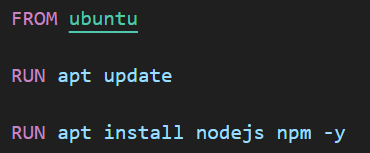 FROM ubuntu
RUN apt update
RUN apt install nodejs npm -y